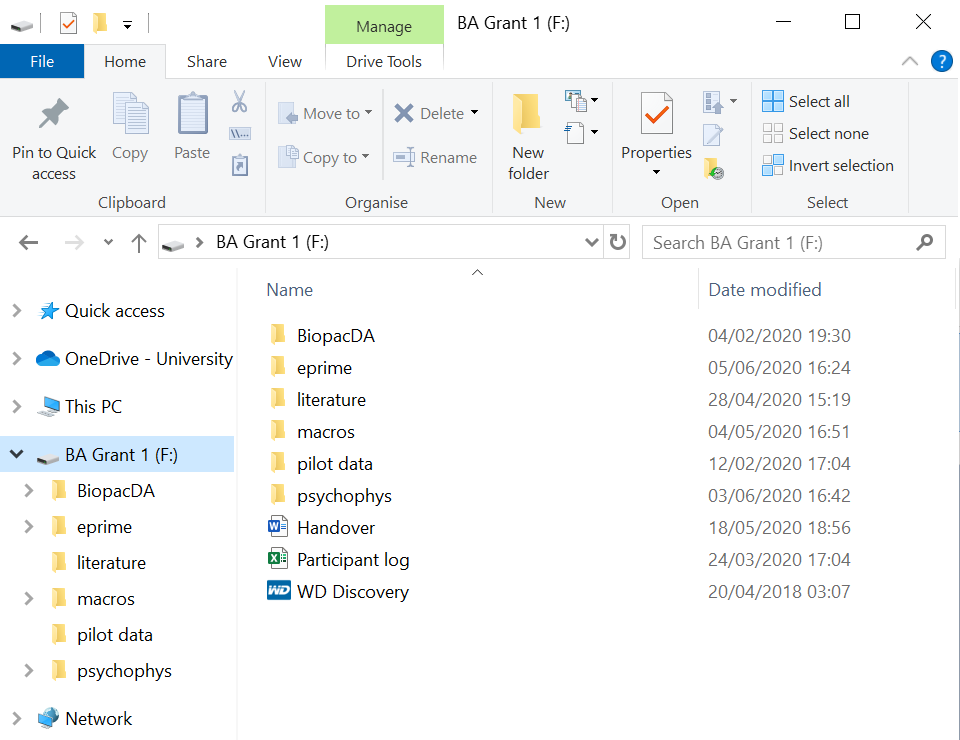 Manage
BA Grant 1 (F:)
File
Home
Share
View
Drive Tools
?
Pin to Quick access
Copy
Paste
Clipboard
Move to
Copy to
Delete
Rename
Organise
New folder
New
Properties
Open
Select all
Select none
Invert selection
Select
BA Grant 1 (F:)
Search BA Grant 1 (F:)
Quick access
OneDrive - University
This PC
BA Grant 1 (F:)
BiopacDA
eprime
literature
macros
pilot data
psychophys
Network
Name Date modified
BiopacDA 04/02/2020 19:30
eprime 05/06/2020 16:24
literature 28/04/2020 15:19
macros 04/05/2020 16:51
pilot data 12/02/2020 17:04
psychophys 03/06/2020 16:42
Handover 18/05/2020 18:56
Participant log 24/03/2020 17:04
WD WD Discovery 20/04/2018 03:07